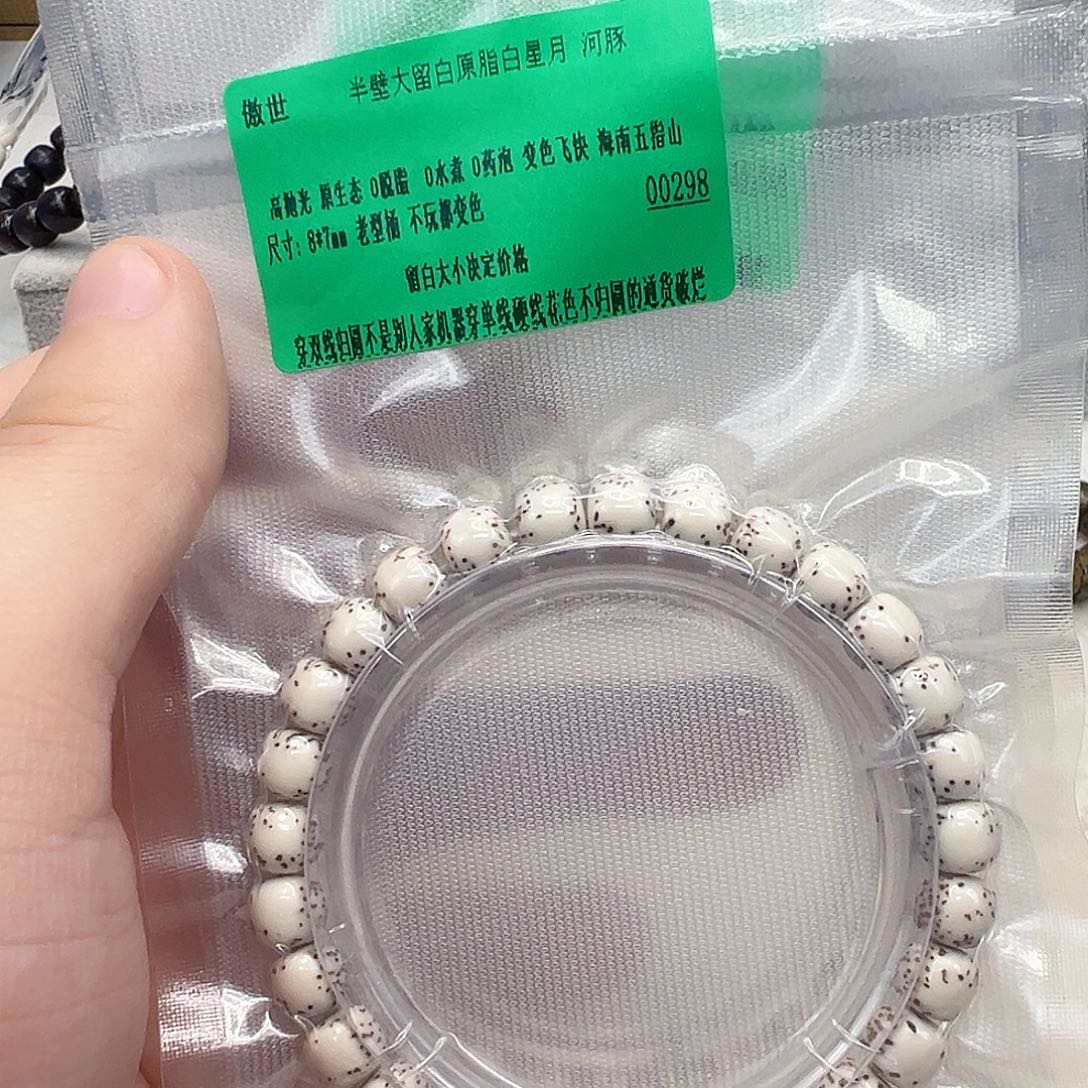 半壁大留白原脂白星月 河豚
傲世
高抛光 原生态 0脱脂 0水煮 0药泡 变色飞快 海南五指山
尺寸: 8*7mm 老型桶 不玩都变色
00298
留白大小决定价格
穿双线归圆不是别人家机器穿单线硬线花色不归圆的通货破烂